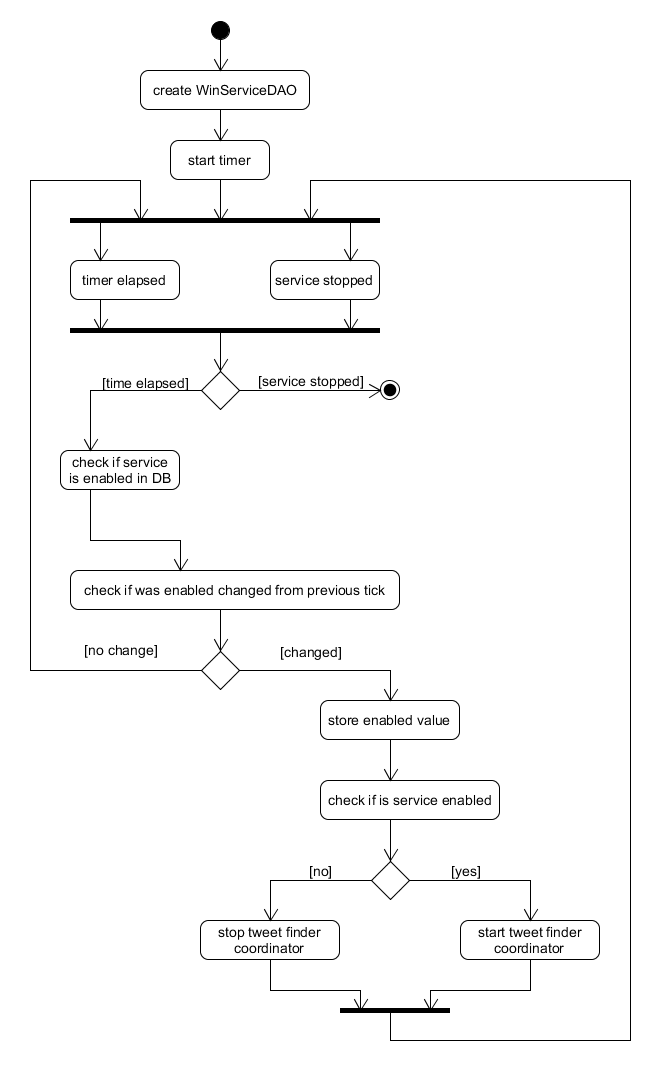 create WinServiceDAO
start timer
timer elapsed
service stopped
[time elapsed]
[service stopped]
check if service
is enabled in DB
check if was enabled changed from previous tick
[no change]
[changed]
store enabled value
check if is service enabled
[no]
[yes]
stop tweet finder
coordinator
start tweet finder
coordinator